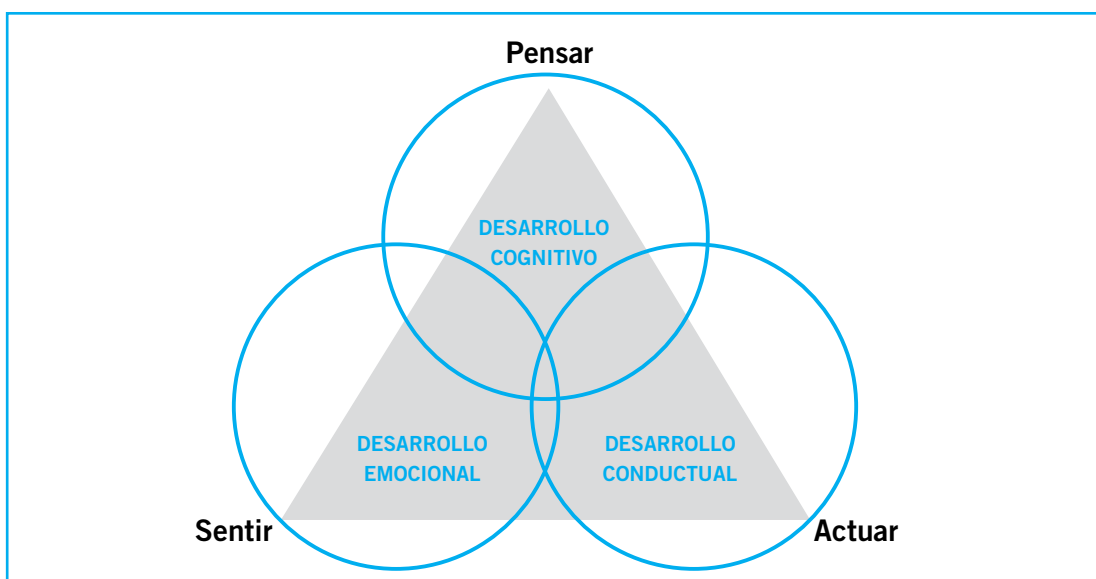 Pensar
DESARROLLO
COGNITIVO
DESARROLLO
EMOCIONAL
DESARROLLO
CONDUCTUAL
Sentir
Actuar